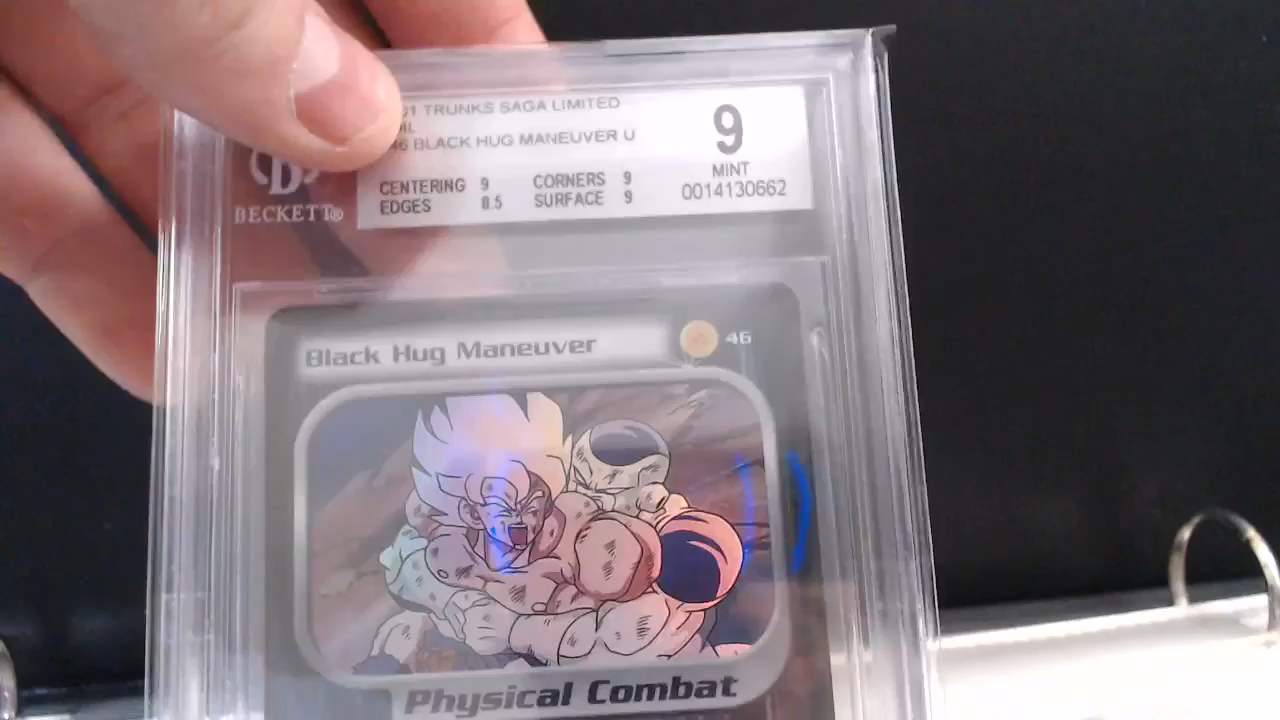 01 TRUNKS SAGA LIMITED
46 BLACK HUG MANEUVER U
9
MINT
0014130662
CENTERING 9 CORNERS 9
EDGES 8.5 SURFACE 9
BECKETT®
Black Hug Maneuver 46
Physical Combat